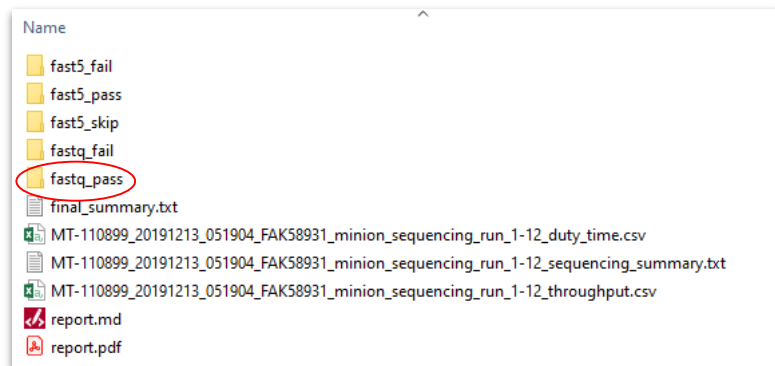 Name
fast5_fail
fast5_pass
fast5_skip
fastq_fail
fastq_pass
final_summary.txt
MT-110899_20191213_051904_FAK58931_minion_sequencing_run_1-12_duty_time.csv
MT-110899_20191213_051904_FAK58931_minion_sequencing_run_1-12_sequencing_summary.txt
MT-110899_20191213_051904_FAK58931_minion_sequencing_run_1-12_throughput.csv
report.md
report.pdf